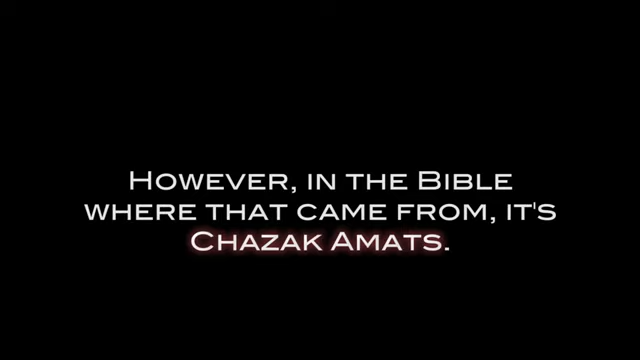 However, in the Bible
where that came from, it's
Chazak Amats.